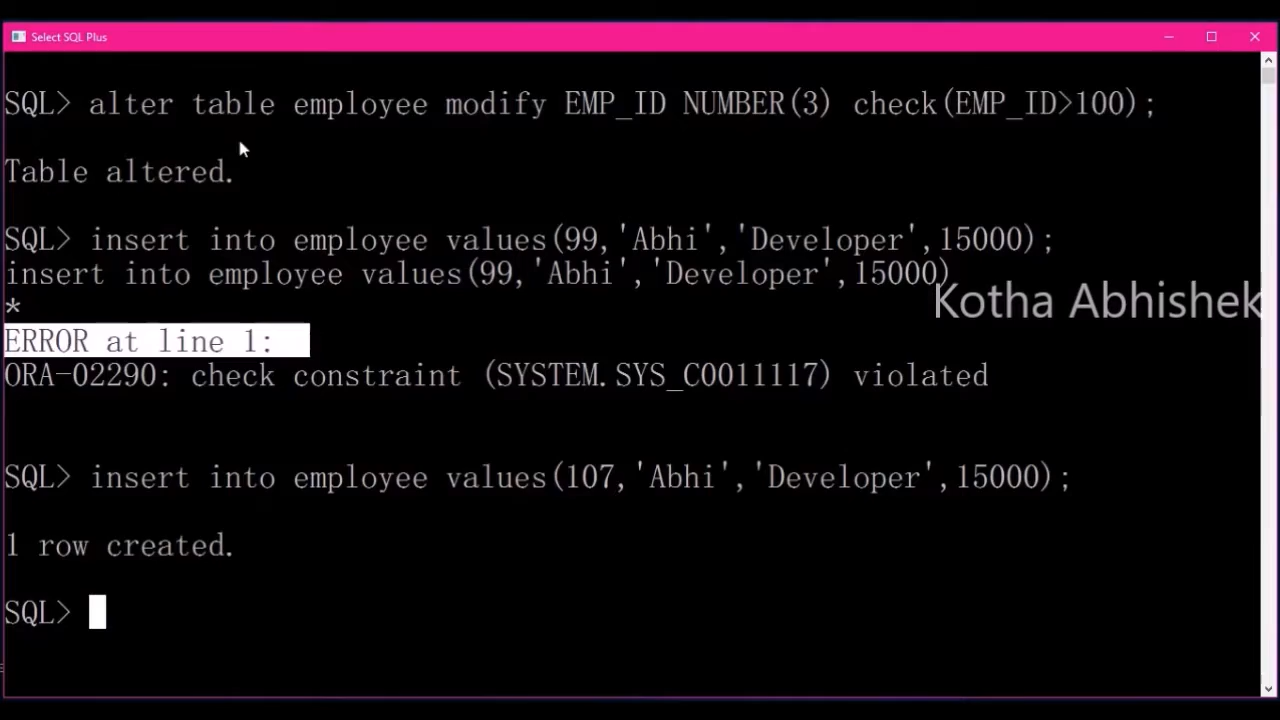 Select SQL Plus
SQL> alter table employee modify EMP_ID NUMBER(3) check(EMP_ID>100);
Table altered.
SQL> insert into employee values(99,'Abhi','Developer',15000);
insert into employee values(99,'Abhi','Developer',15000)
*
Kotha Abhishek
ERROR at line 1:
ORA-02290: check constraint (SYSTEM.SYS_C0011117) violated
SQL> insert into employee values(107,'Abhi','Developer',15000);
1 row created.
SQL>